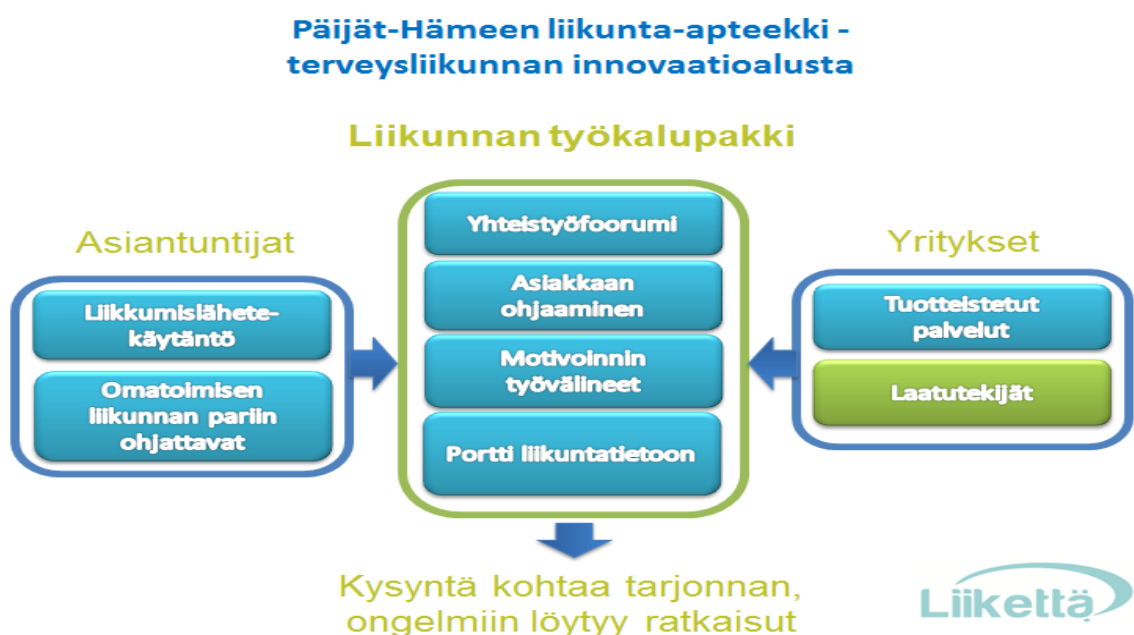 Päijät-Hämeen liikunta-apteekki -
terveysliikunnan innovaatioalusta
Liikunnan työkalupakki
Asiantuntijat
Liikkumislähete-
käytäntö
Omatoimisen
liikunnan pariin
ohjattavat
Yhteistyöfoorumi
Asiakkaan
ohjaaminen
Motivoinnin
työvälineet
Portti liikuntatietoon
Yritykset
Tuotteistetut
palvelut
Laatutekijät
Kysyntä kohtaa tarjonnan,
ongelmiin löytyy ratkaisut
Liikettä